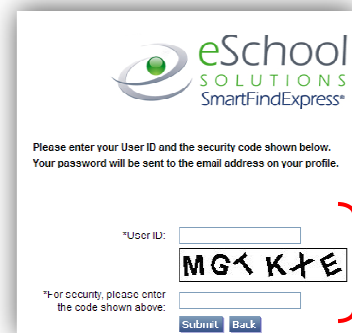 eSchool
SOLUTIONS
SmartFindExpress®
Please enter your User ID and the security code shown below.
Your password will be sent to the email address on your profile.
*User ID:
*For security, please enter
the code shown above:
Submit Back